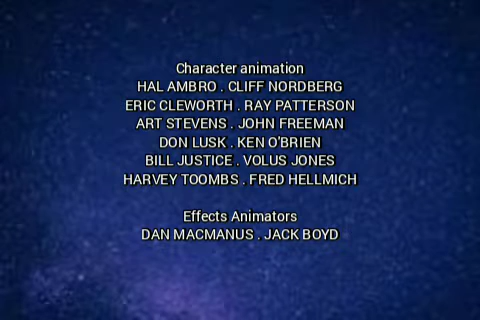 Character animation
HAL AMBRO . CLIFF NORDBERG
ERIC CLEWORTH . RAY PATTERSON
ART STEVENS . JOHN FREEMAN
DON LUSK . KEN O'BRIEN
BILL JUSTICE . VOLUS JONES
HARVEY TOOMBS . FRED HELLMICH
Effects Animators
DAN MACMANUS . JACK BOYD